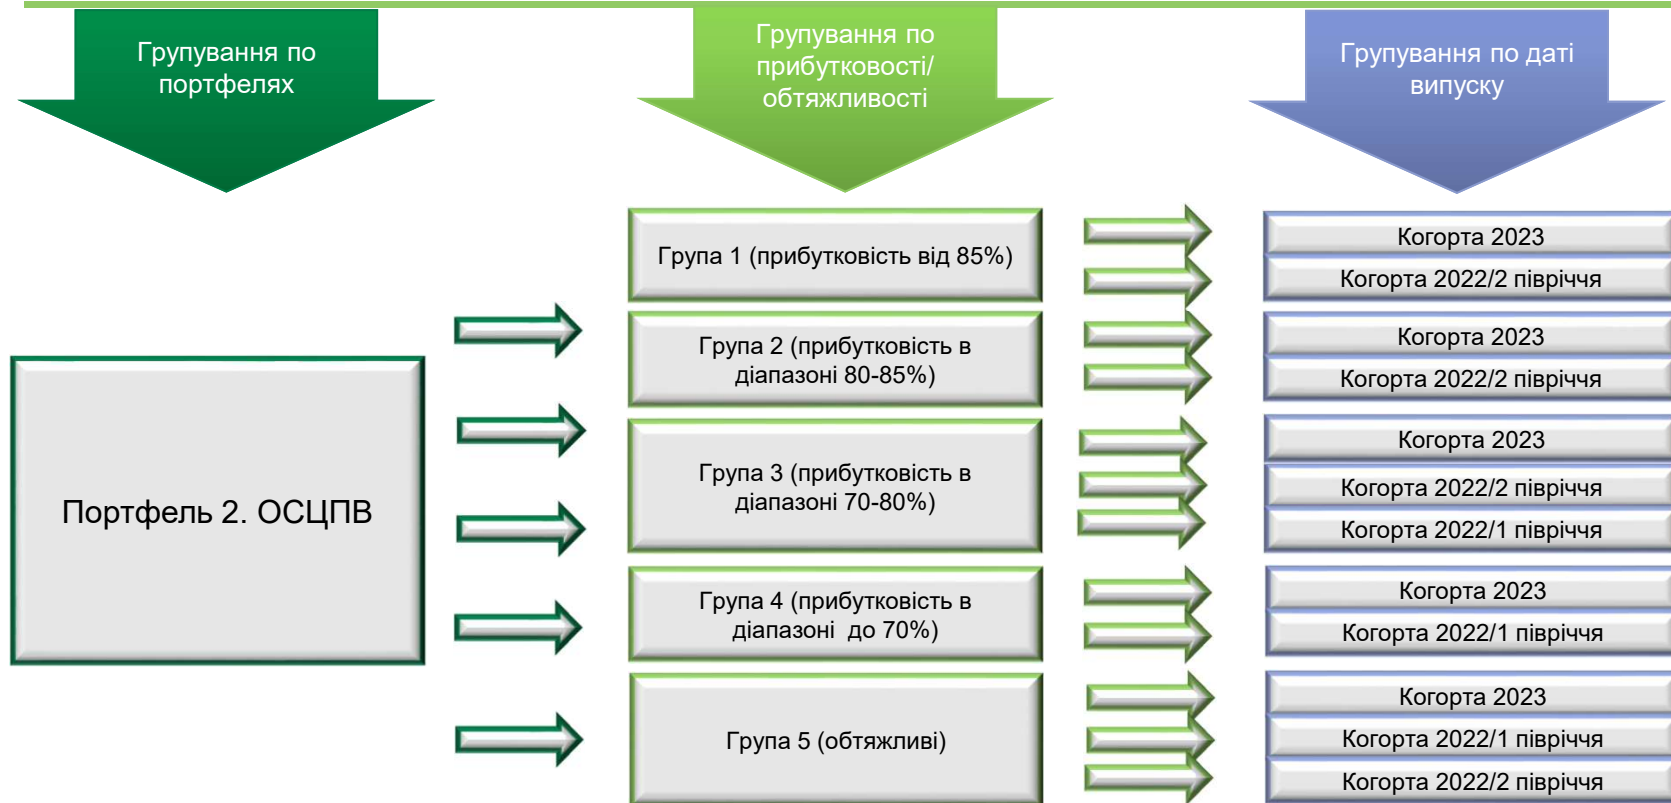 Групування по
портфелях
Групування по
прибутковості/
обтяжливості
Групування по даті
випуску
Портфель 2. ОСЦПВ
Група 1 (прибутковість від 85%)
Когорта 2023
Когорта 2022/2 півріччя
Група 2 (прибутковість в
діапазоні 80-85%)
Когорта 2023
Когорта 2022/2 півріччя
Група 3 (прибутковість в
діапазоні 70-80%)
Когорта 2023
Когорта 2022/2 півріччя
Когорта 2022/1 півріччя
Група 4 (прибутковість в
діапазоні  до 70%)
Когорта 2023
Когорта 2022/1 півріччя
Група 5 (обтяжливі)
Когорта 2023
Когорта 2022/1 півріччя
Когорта 2022/2 півріччя